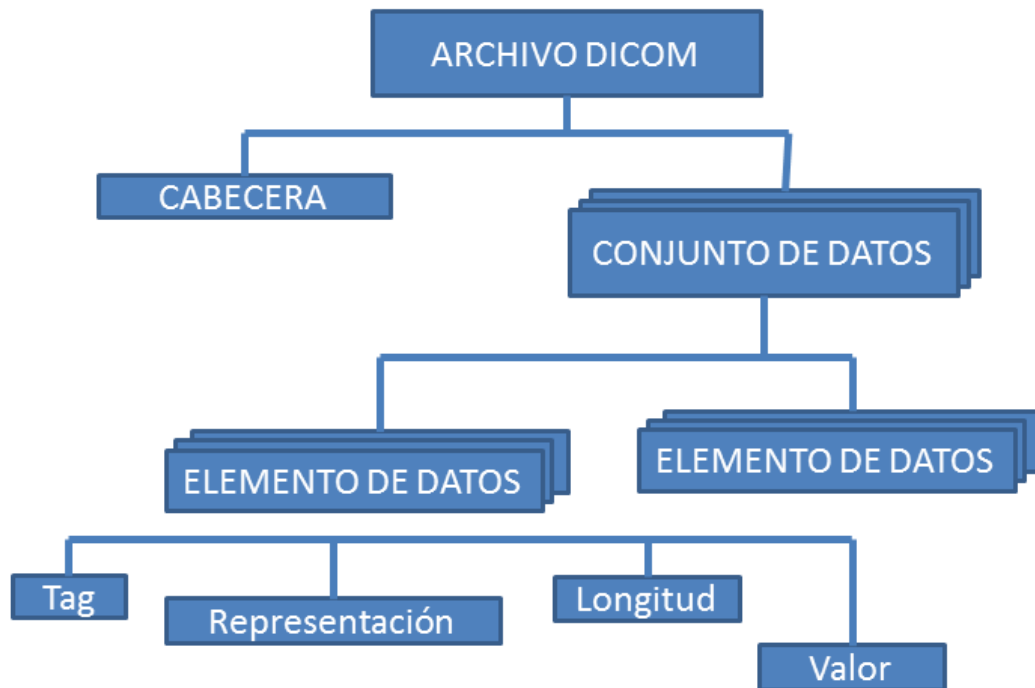 ARCHIVO DICOM
CABECERA
CONJUNTO DE DATOS
ELEMENTO DE DATOS
ELEMENTO DE DATOS
Tag
Representación
Longitud
Valor